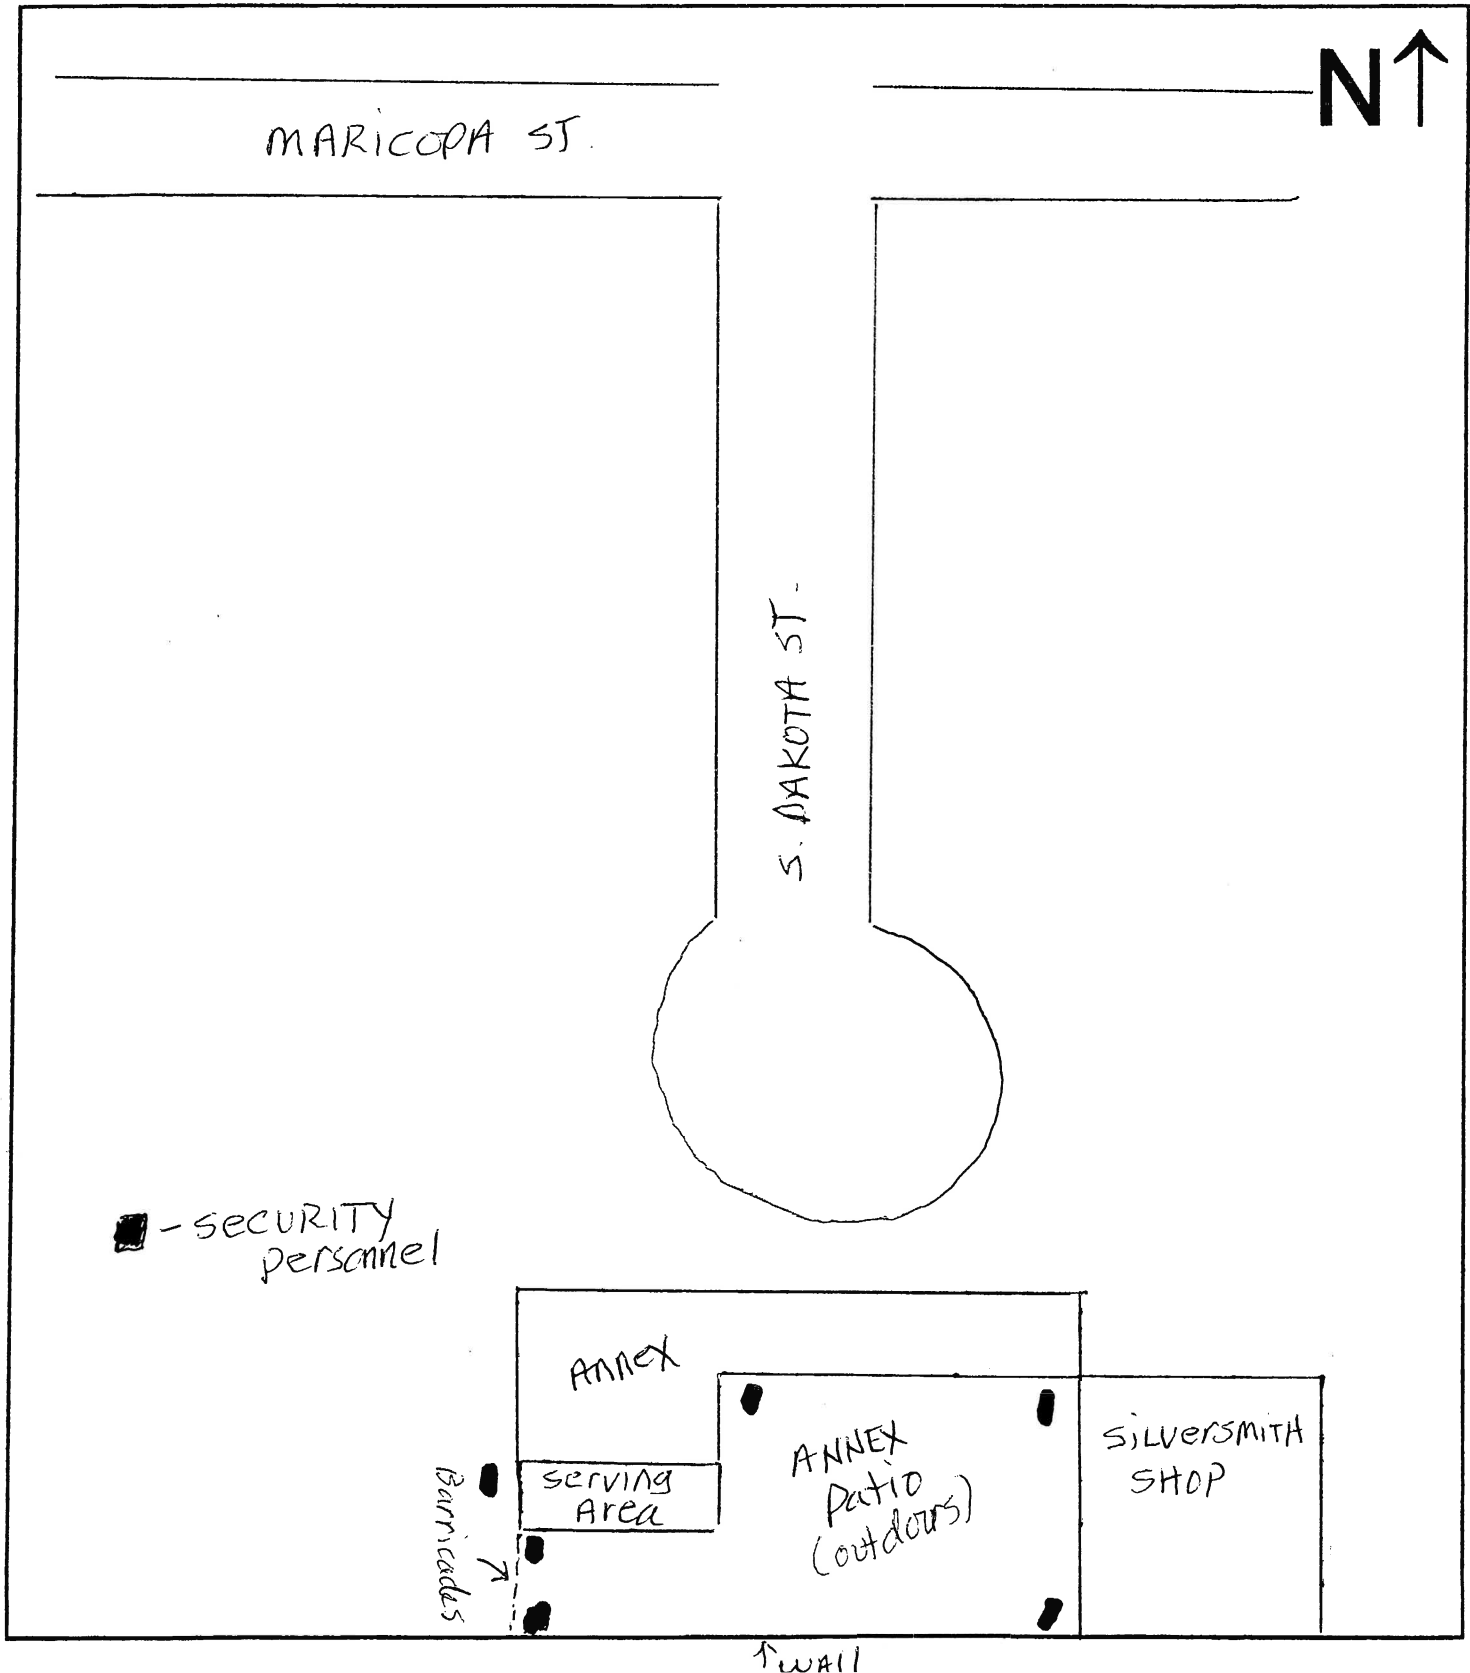 N
MARICOPA ST.
S. DAKOTA ST.
- SECURITY
personnel
ANNEX
SILVERSMITH
SHOP
ANNEX
Patio
(outdoors)
Serving
Area
Barricades
WALL